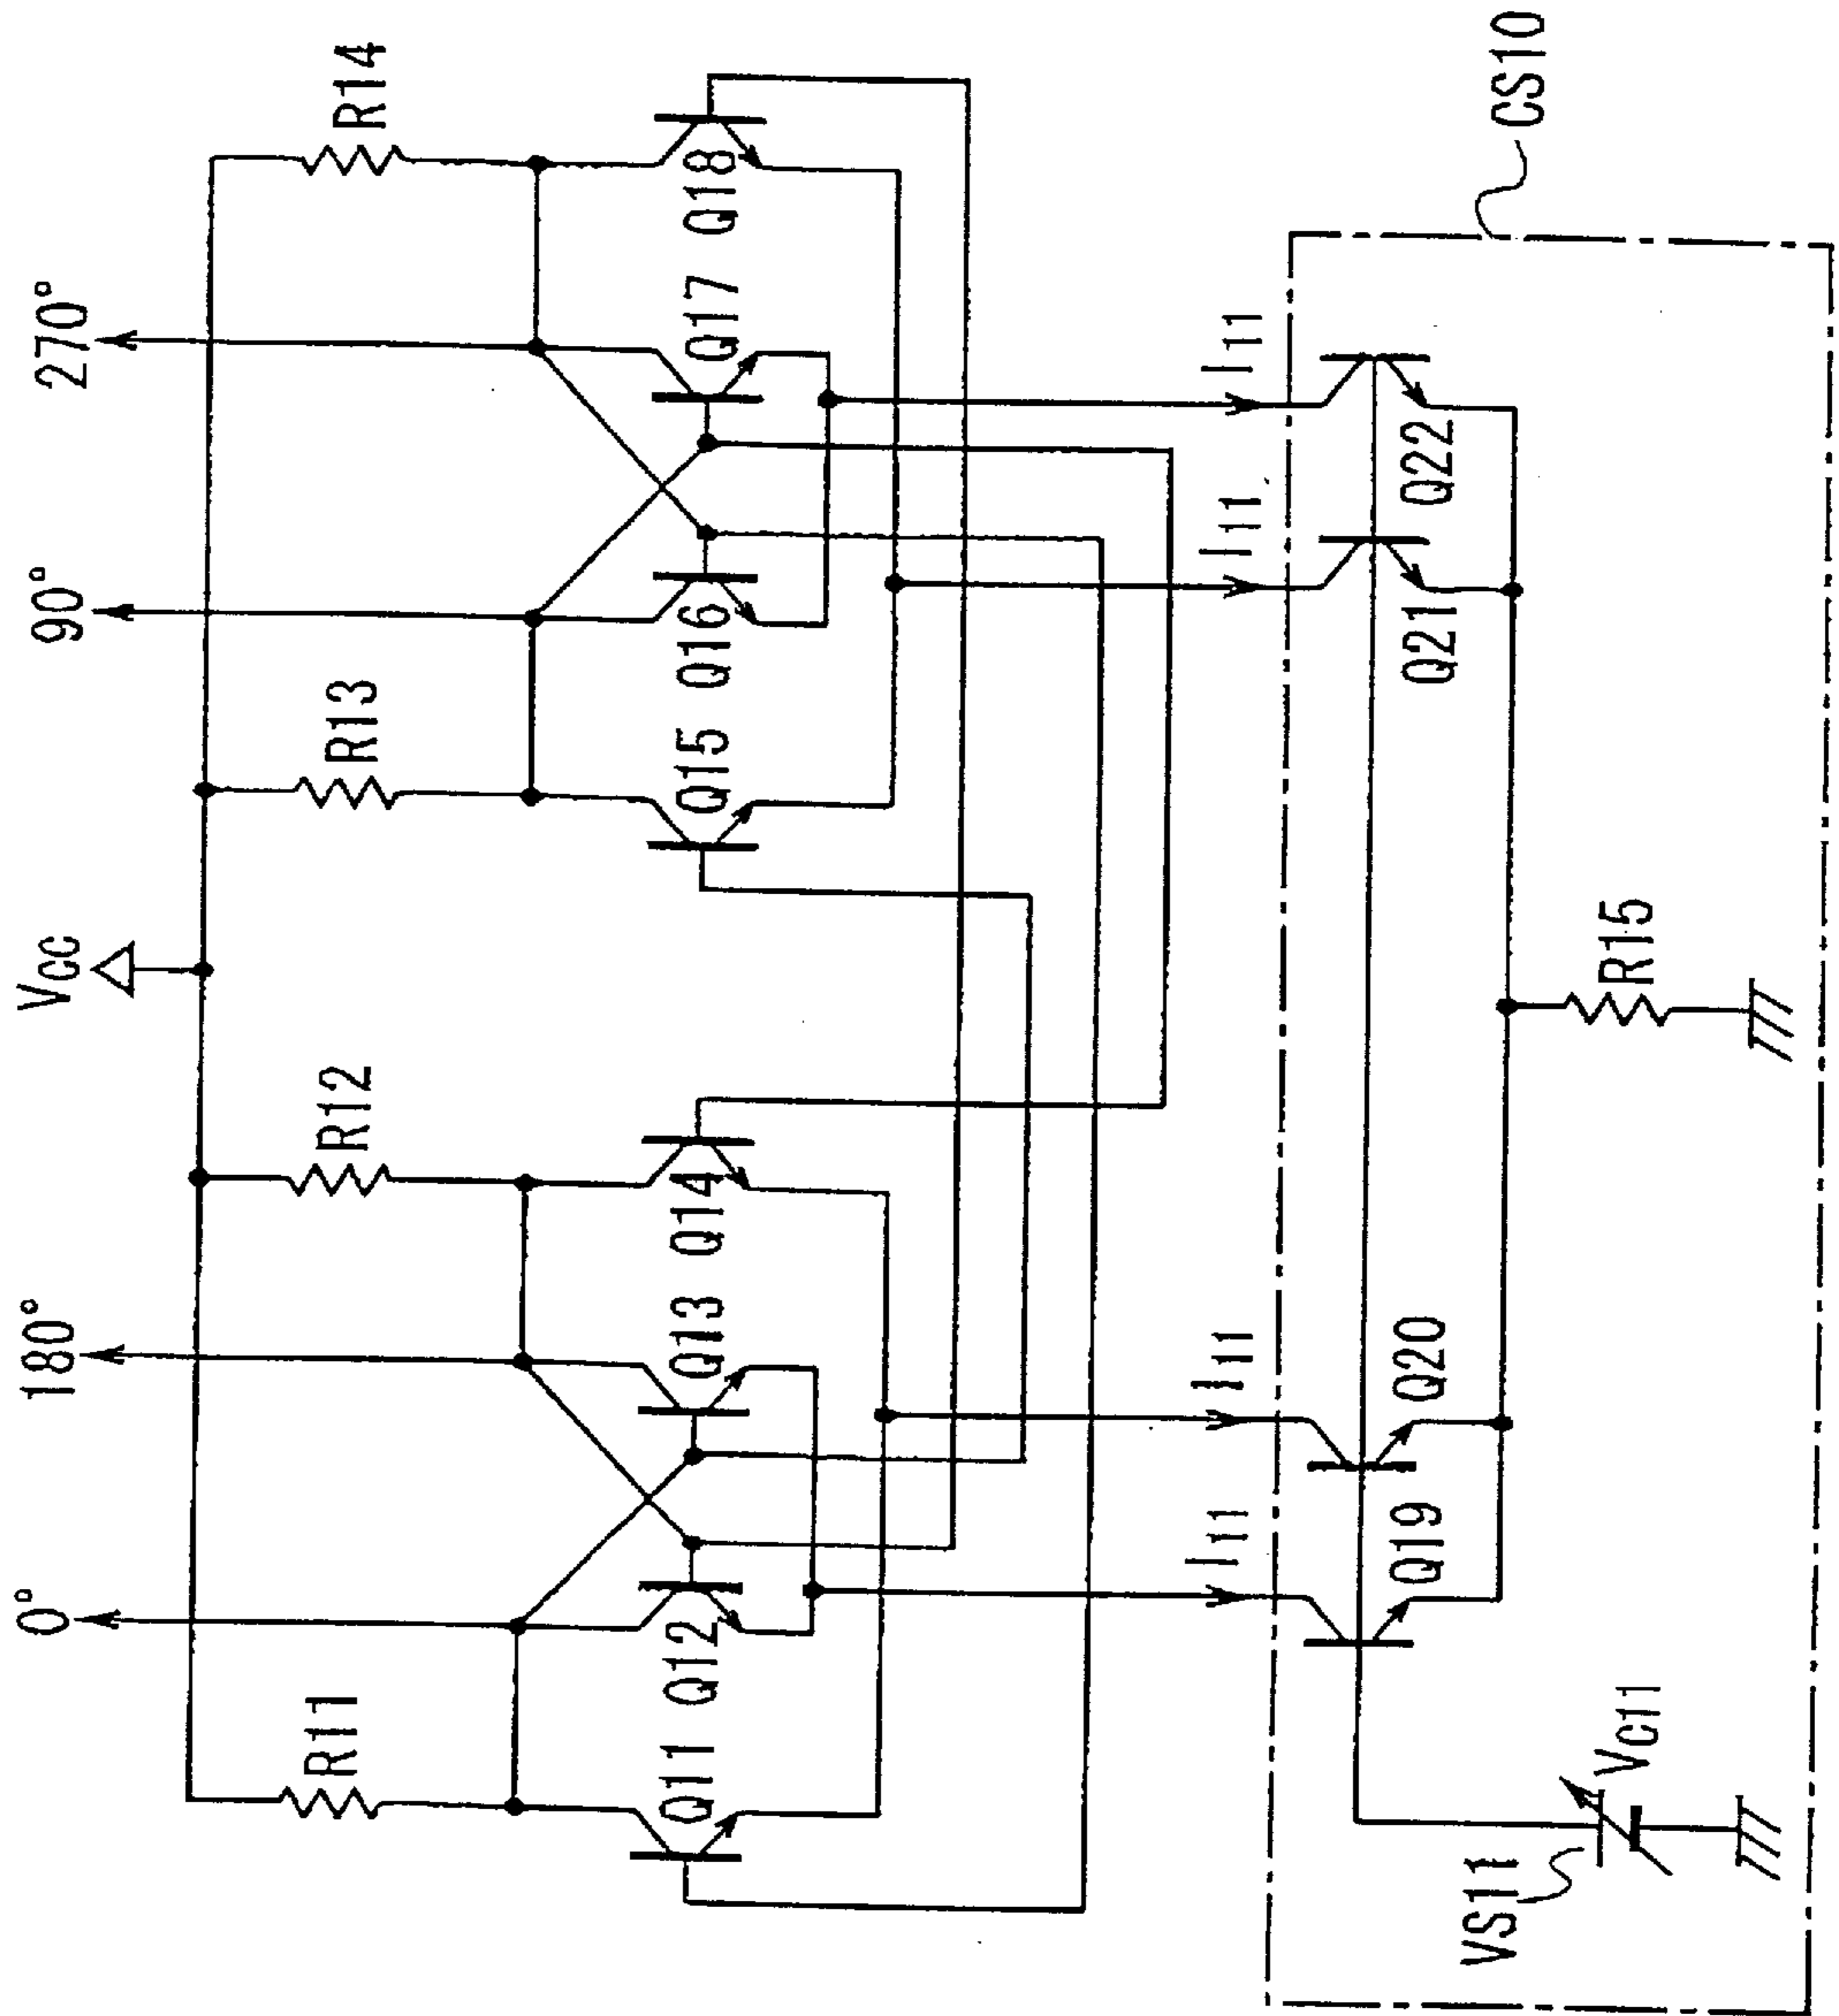 0°
180°
Vcc
90°
270°
R11
R12
R13
R14
Q11 Q12 Q13 Q14
Q15 Q16 Q17 Q18
I11
I11
I11
I11
CS10
Q19
Q20
Q21
Q22
VS11
VC11
R15